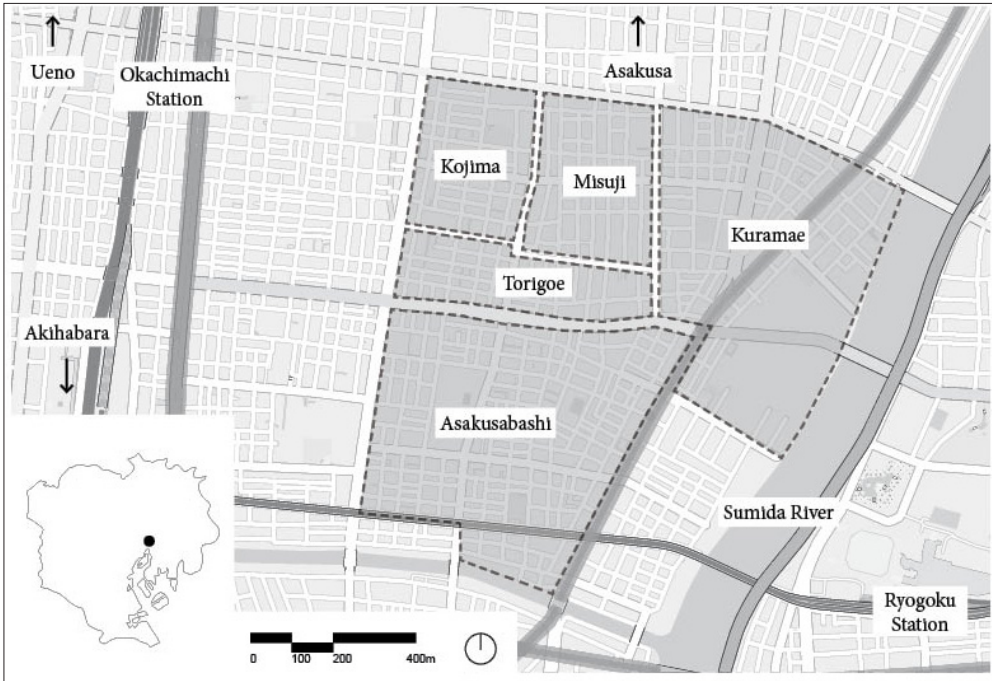 Ueno
Okachimachi
Station
Asakusa
Kojima
Misuji
Kuramae
Torigoe
Akihabara
Asakusabashi
Sumida River
Ryogoku
Station
0 100 200 400m